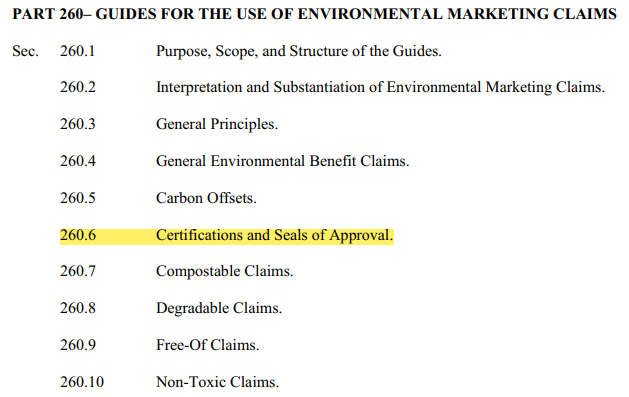 PART 260– GUIDES FOR THE USE OF ENVIRONMENTAL MARKETING CLAIMS
Sec. 260.1 Purpose, Scope, and Structure of the Guides.
260.2 Interpretation and Substantiation of Environmental Marketing Claims.
260.3 General Principles.
260.4 General Environmental Benefit Claims.
260.5 Carbon Offsets.
260.6 Certifications and Seals of Approval.
260.7 Compostable Claims.
260.8 Degradable Claims.
260.9 Free-Of Claims.
260.10 Non-Toxic Claims.